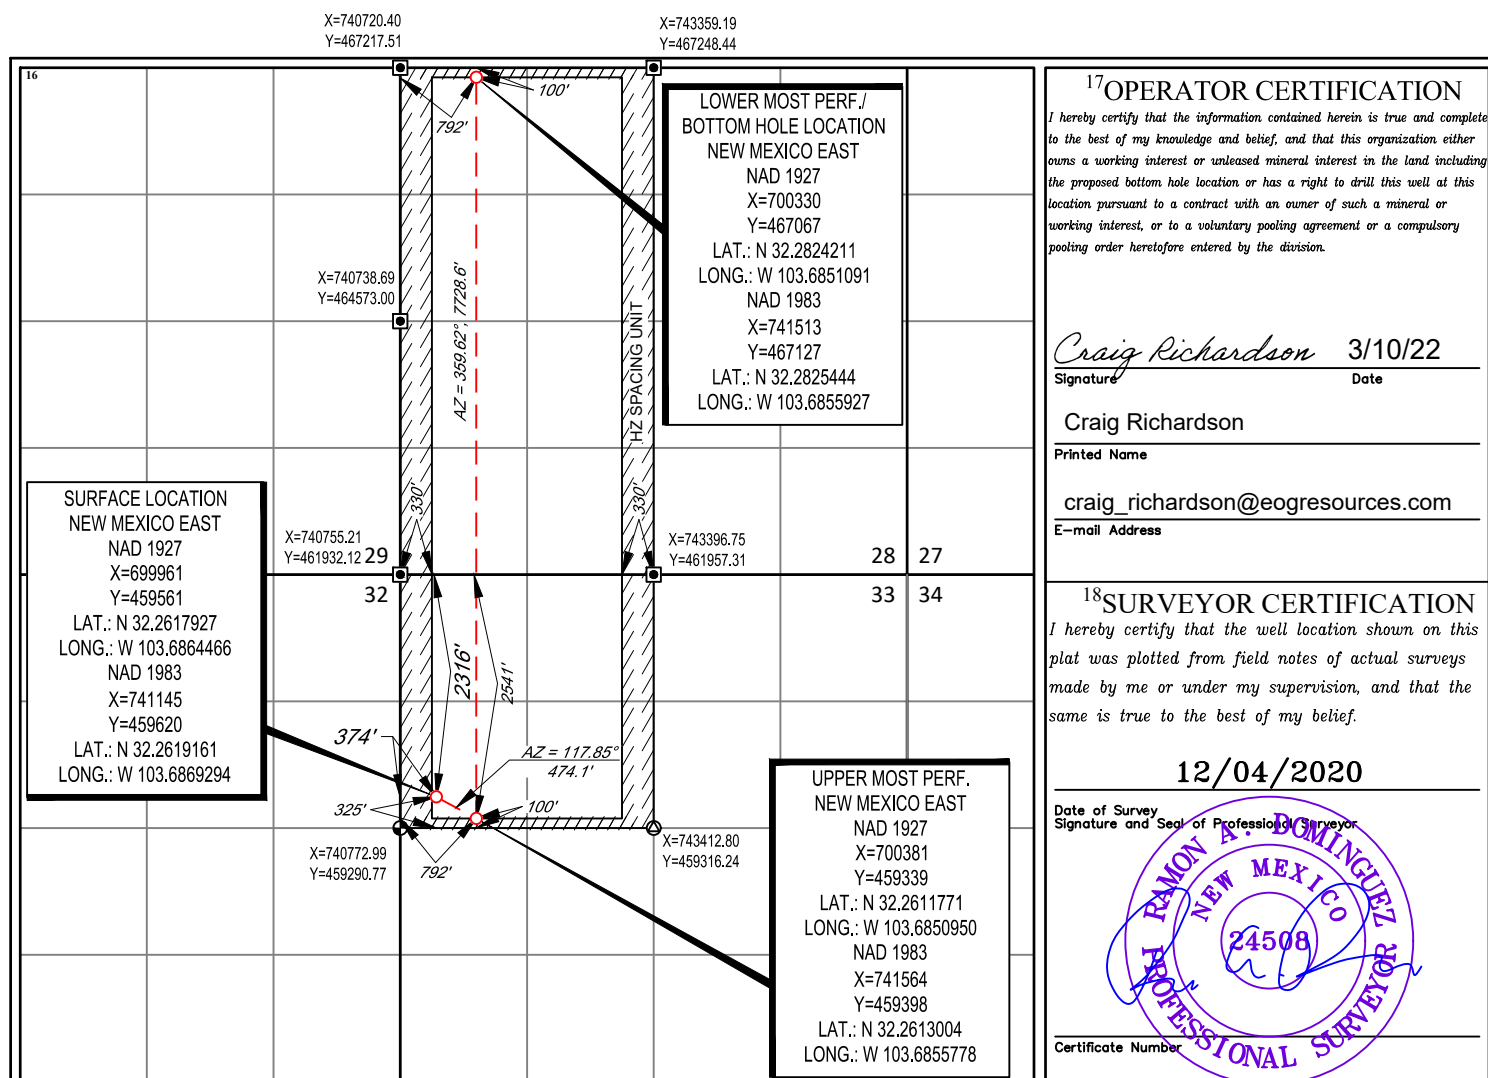 X=740720.40
Y=467217.51
X=743359.19
Y=467248.44
16
100'
792'
LOWER MOST PERF./
BOTTOM HOLE LOCATION
NEW MEXICO EAST
NAD 1927
X=700330
Y=467067
LAT.: N 32.2824211
LONG.: W 103.6851091
NAD 1983
X=741513
Y=467127
LAT.: N 32.2825444
LONG.: W 103.6855927
X=740738.69
Y=464573.00
AZ = 359.62°, 7728.6'
HZ SPACING UNIT
330'
330'
SURFACE LOCATION
NEW MEXICO EAST
NAD 1927
X=699961
Y=459561
LAT.: N 32.2617927
LONG.: W 103.6864466
NAD 1983
X=741145
Y=459620
LAT.: N 32.2619161
LONG.: W 103.6869294
X=740755.21
Y=461932.12
29
32
X=743396.75
Y=461957.31
28 27
33 34
2316'
2541'
374'
AZ = 117.85°
474.1'
325'
100'
792'
X=740772.99
Y=459290.77
X=743412.80
Y=459316.24
UPPER MOST PERF.
NEW MEXICO EAST
NAD 1927
X=700381
Y=459339
LAT.: N 32.2611771
LONG.: W 103.6850950
NAD 1983
X=741564
Y=459398
LAT.: N 32.2613004
LONG.: W 103.6855778
17OPERATOR CERTIFICATION
I hereby certify that the information contained herein is true and complete
to the best of my knowledge and belief, and that this organization either
owns a working interest or unleased mineral interest in the land including
the proposed bottom hole location or has a right to drill this well at this
location pursuant to a contract with an owner of such a mineral or
working interest, or to a voluntary pooling agreement or a compulsory
pooling order heretofore entered by the division.
Craig Richardson 3/10/22
Signature Date
Craig Richardson
Printed Name
craig_richardson@eogresources.com
E-mail Address
18SURVEYOR CERTIFICATION
I hereby certify that the well location shown on this
plat was plotted from field notes of actual surveys
made by me or under my supervision, and that the
same is true to the best of my belief.
12/04/2020
Date of Survey
Signature and Seal of Professional Surveyor
RAMON A. DOMINGUEZ
NEW MEXICO
24508
PROFESSIONAL SURVEYOR
Certificate Number